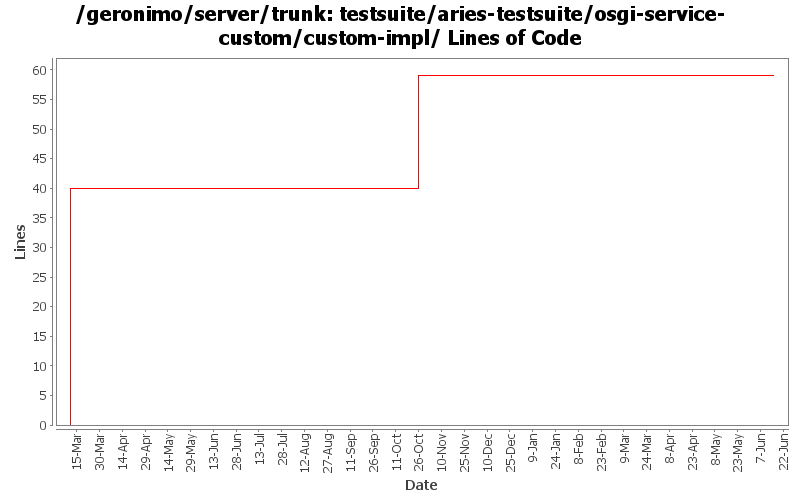 /geronimo/server/trunk: testsuite/aries-testsuite/osgi-service-
custom/custom-impl/ Lines of Code
60
55
50
45
40
35
30
25
20
15
10
5
0
Lines
15-Mar
30-Mar
14-Apr
29-Apr
14-May
29-May
13-Jun
28-Jun
13-Jul
28-Jul
12-Aug
27-Aug
11-Sep
26-Sep
11-Oct
26-Oct
10-Nov
25-Nov
10-Dec
25-Dec
9-Jan
24-Jan
8-Feb
23-Feb
9-Mar
24-Mar
8-Apr
23-Apr
8-May
23-May
7-Jun
22-Jun
Date